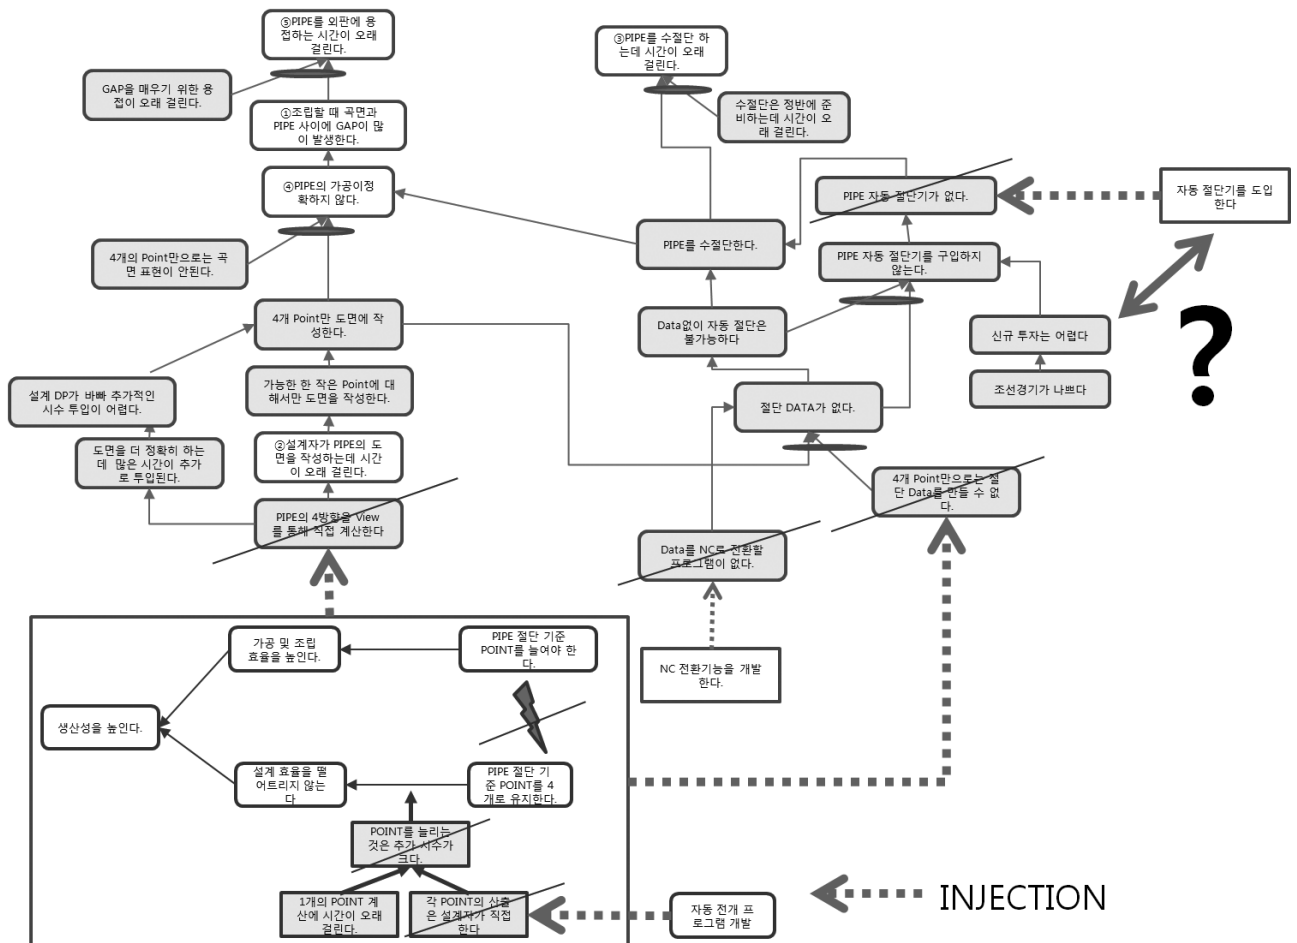 ⑤PIPE를 외판에 용
접하는 시간이 오래
걸린다.
GAP을 매우기 위한 용
접이 오래 걸린다.
①조립할 때 곡면과
PIPE 사이에 GAP이 많
이 발생한다.
④PIPE의 가공이정
확하지 않다.
4개의 Point만으로는 곡
면 표현이 안된다.
4개 Point만 도면에 작
성한다.
설계 DP가 바빠 추가적인
시수 투입이 어렵다.
가능한 한 작은 Point에 대
해서만 도면을 작성한다.
도면을 더 정확히 하는
데 많은 시간이 추가
로 투입된다.
②설계자가 PIPE의 도
면을 작성하는데 시간
이 오래 걸린다.
PIPE의 4방향을 View
를 통해 직접 계산한다
③PIPE를 수절단 하
는데 시간이 오래
걸린다.
수절단은 정반에 준
비하는데 시간이 오
래 걸린다.
PIPE 자동 절단기가 없다.
자동 절단기를 도입
한다
PIPE를 수절단한다.
PIPE 자동 절단기를 구입하지
않는다.
Data없이 자동 절단은
불가능하다
신규 투자는 어렵다
?
조선경기가 나쁘다
절단 DATA가 없다.
4개 Point만으로는 절
단 Data를 만들 수 없
다.
Data를 NC로 전환할
프로그램이 없다.
NC 전환기능을 개발
한다.
가공 및 조립
효율을 높인다.
PIPE 절단 기준
POINT를 늘여야 한
다.
생산성을 높인다.
설계 효율을 떨
어트리지 않는
다
PIPE 절단 기
준 POINT를 4
개로 유지한다.
POINT를 늘리는
것은 추가 시수가
크다.
1개의 POINT 계
산에 시간이 오래
걸린다.
각 POINT의 산출
은 설계자가 직접
한다
자동 전개 프
로그램 개발
INJECTION